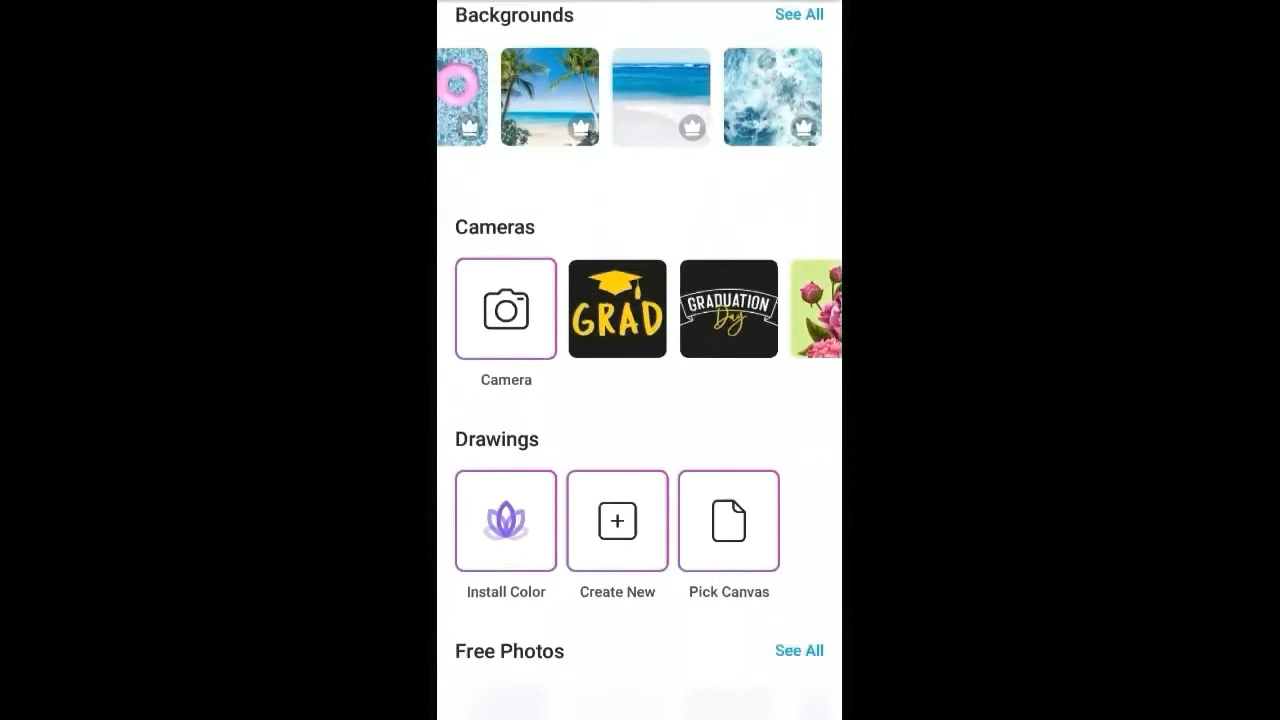 Backgrounds See All
Cameras
GRAD
GRADUATION
Day
Camera
Drawings
Install Color Create New Pick Canvas
Free Photos See All